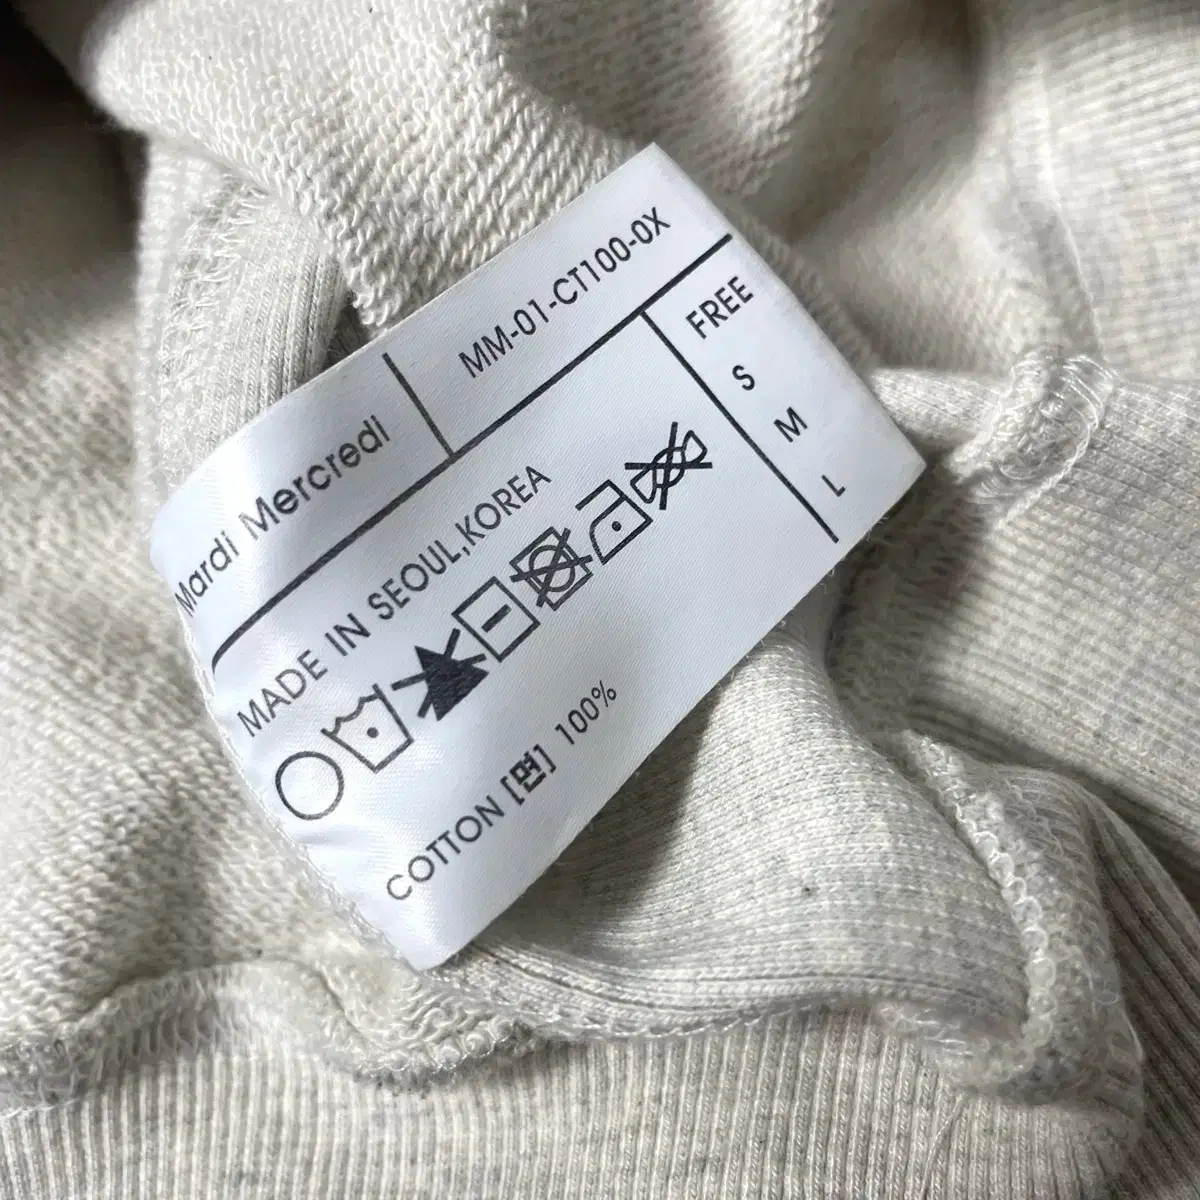 Mardi Mercredi
MM-01-CT100-0X
MADE IN SEOUL,KOREA
COTTON [면] 100%
FREE
S
M
L